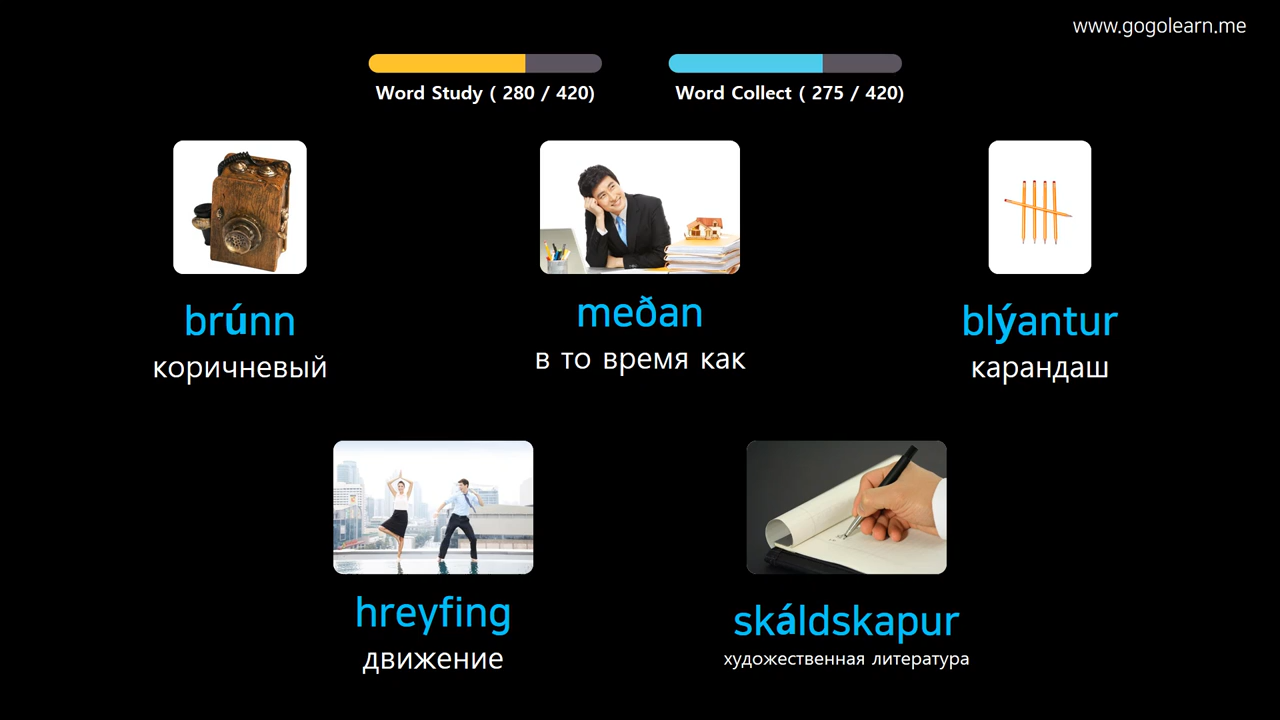 www.gogolearn.me
Word Study ( 280 / 420)
Word Collect ( 275 / 420)
brúnn
коричневый
meðan
в то время как
blýantur
карандаш
hreyfing
движение
skáldskapur
художественная литература